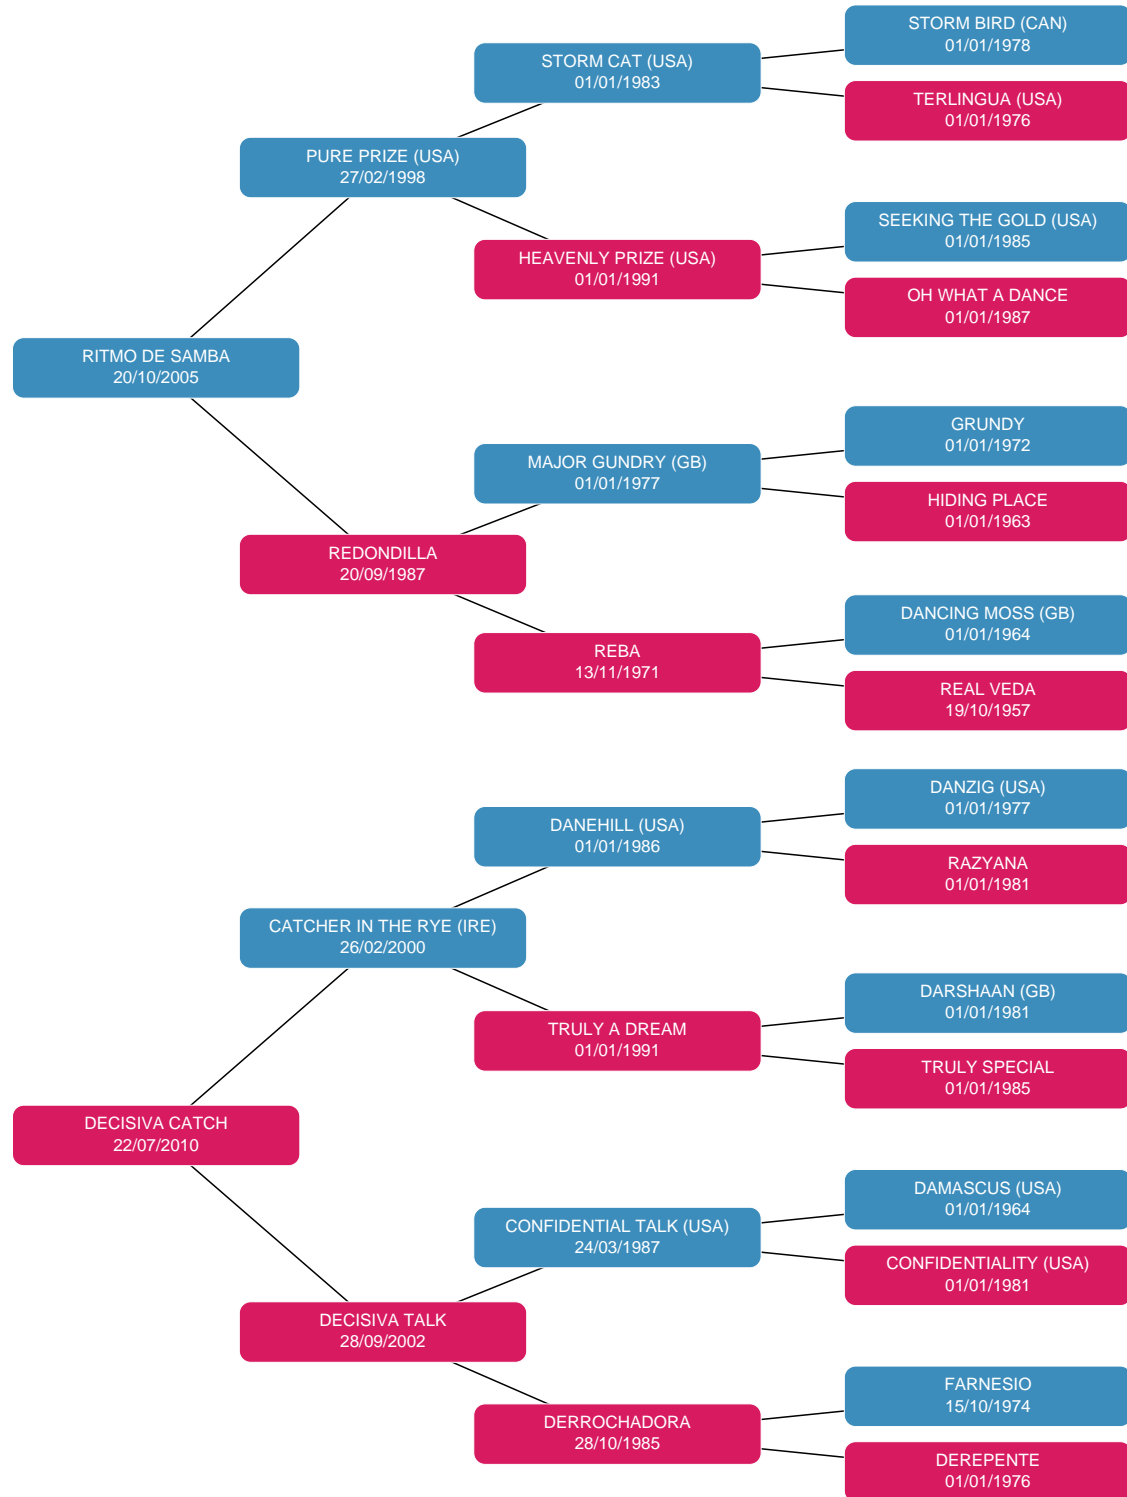 STORM BIRD (CAN)
01/01/1978
STORM CAT (USA)
01/01/1983
TERLINGUA (USA)
01/01/1976
PURE PRIZE (USA)
27/02/1998
SEEKING THE GOLD (USA)
01/01/1985
HEAVENLY PRIZE (USA)
01/01/1991
OH WHAT A DANCE
01/01/1987
RITMO DE SAMBA
20/10/2005
GRUNDY
01/01/1972
MAJOR GUNDRY (GB)
01/01/1977
HIDING PLACE
01/01/1963
REDONDILLA
20/09/1987
DANCING MOSS (GB)
01/01/1964
REBA
13/11/1971
REAL VEDA
19/10/1957
DANZIG (USA)
01/01/1977
DANEHILL (USA)
01/01/1986
RAZYANA
01/01/1981
CATCHER IN THE RYE (IRE)
26/02/2000
DARSHAAN (GB)
01/01/1981
TRULY A DREAM
01/01/1991
TRULY SPECIAL
01/01/1985
DECISIVA CATCH
22/07/2010
DAMASCUS (USA)
01/01/1964
CONFIDENTIAL TALK (USA)
24/03/1987
CONFIDENTIALITY (USA)
01/01/1981
DECISIVA TALK
28/09/2002
FARNESIO
15/10/1974
DERROCHADORA
28/10/1985
DEREPENTE
01/01/1976